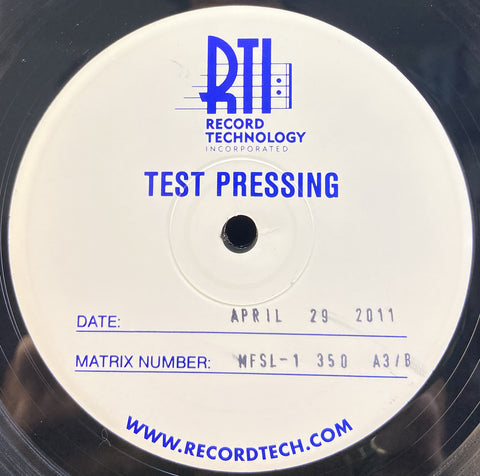 RTI
RECORD
TECHNOLOGY
INCORPORATED
TEST PRESSING
DATE: APRIL 29 2011
MATRIX NUMBER: MFSL-1 350 A3/B
WWW.RECORDTECH.COM